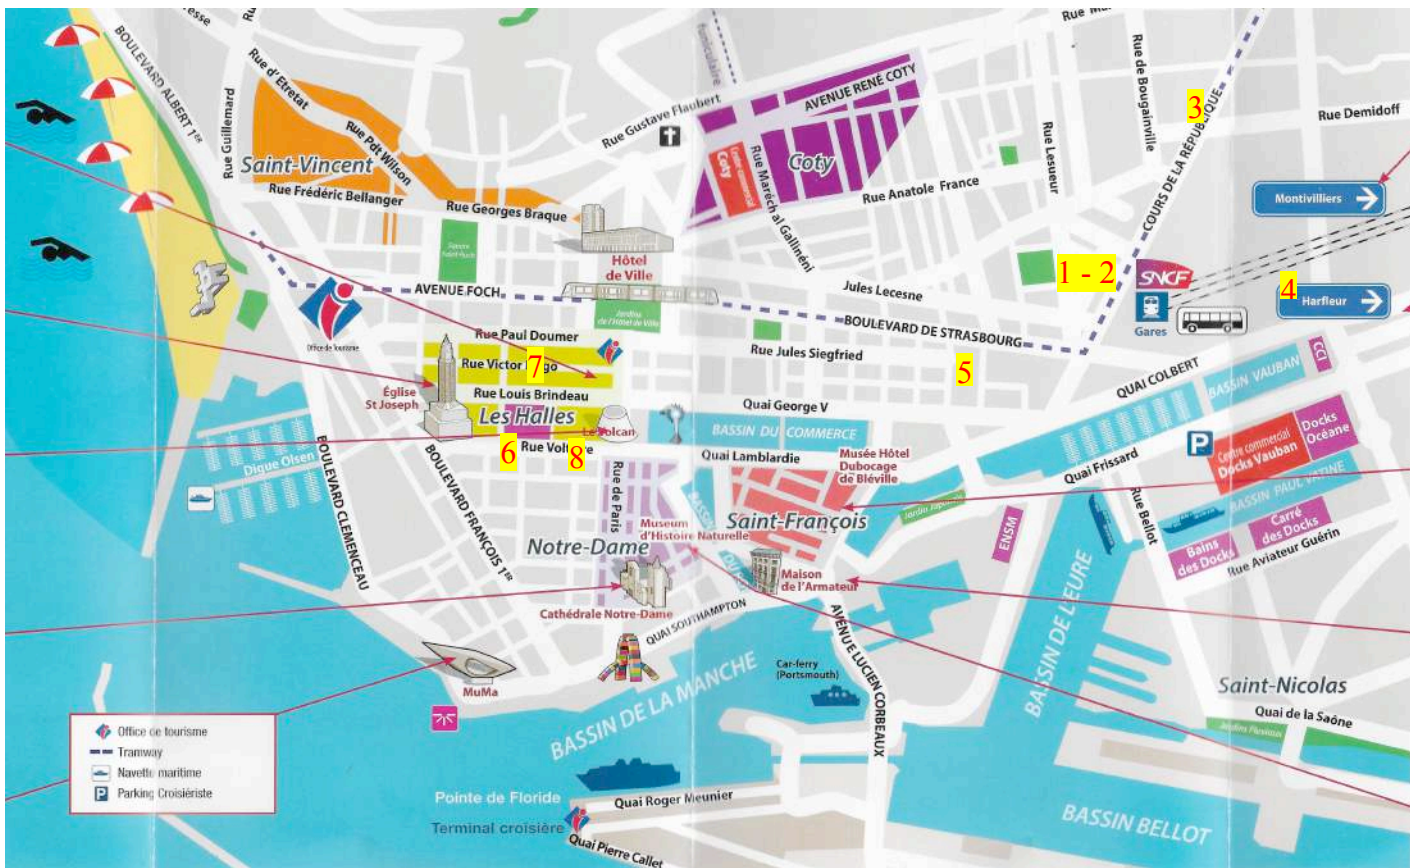 BOULEVARD ALBERT 1ER
Rue Guillemard
Rue d'Etretat
Rue Pdt Wilson
Saint-Vincent
Rue Frédéric Bellanger
Rue Georges Braque
Rue Gustave Flaubert
funiculaire
AVENUE RENÉ COTY
Coty
Centre commercial
Coty
Rue Maréchal Gallinéni
Rue Anatole France
Rue Lesueur
Rue de Bougainville
COURS DE LA RÉPUBLIQUE
3
Rue Demidoff
Montivilliers
Hôtel
de Ville
AVENUE FOCH
Jardins
de l'Hôtel de Ville
Jules Lecesne
BOULEVARD DE STRASBOURG
1 - 2
SNCF
Gares
4
Harfleur
Office de tourisme
Rue Paul Doumer
Rue Victor Hugo
7
Rue Jules Siegfried
5
Rue Louis Brindeau
Église
St Joseph
Les Halles
Le Volcan
6
Rue Voltaire
8
Quai George V
BASSIN DU COMMERCE
Quai Lamblardie
QUAI COLBERT
BASSIN VAUBAN
CCI
Quai Frissard
Centre commercial
Docks Vauban
Docks
Océane
BASSIN PAUL VATINE
Carré
des Docks
Bains
des Docks
Rue Aviateur Guérin
Rue Bellot
Musée Hôtel
Dubocage
de Bléville
Saint-François
Jardin Japonais
ENSM
Dique Olsen
BOULEVARD CLEMENCEAU
BOULEVARD FRANÇOIS 1ER
Rue de Paris
Notre-Dame
Museum
d'Histoire Naturelle
Cathédrale Notre-Dame
Maison
de l'Armateur
QUAI SOUTHAMPTON
MuMa
BASSIN DE LA MANCHE
Car-ferry
(Portsmouth)
AVENUE LUCIEN CORBEAUX
BASSIN DE L'EURE
Saint-Nicolas
Quai de la Saône
Jardins Fluviaux
BASSIN BELLOT
Pointe de Floride
Quai Roger Meunier
Terminal croisière
Quai Pierre Callet
Office de tourisme
Tramway
Navette maritime
Parking Croisiériste
P